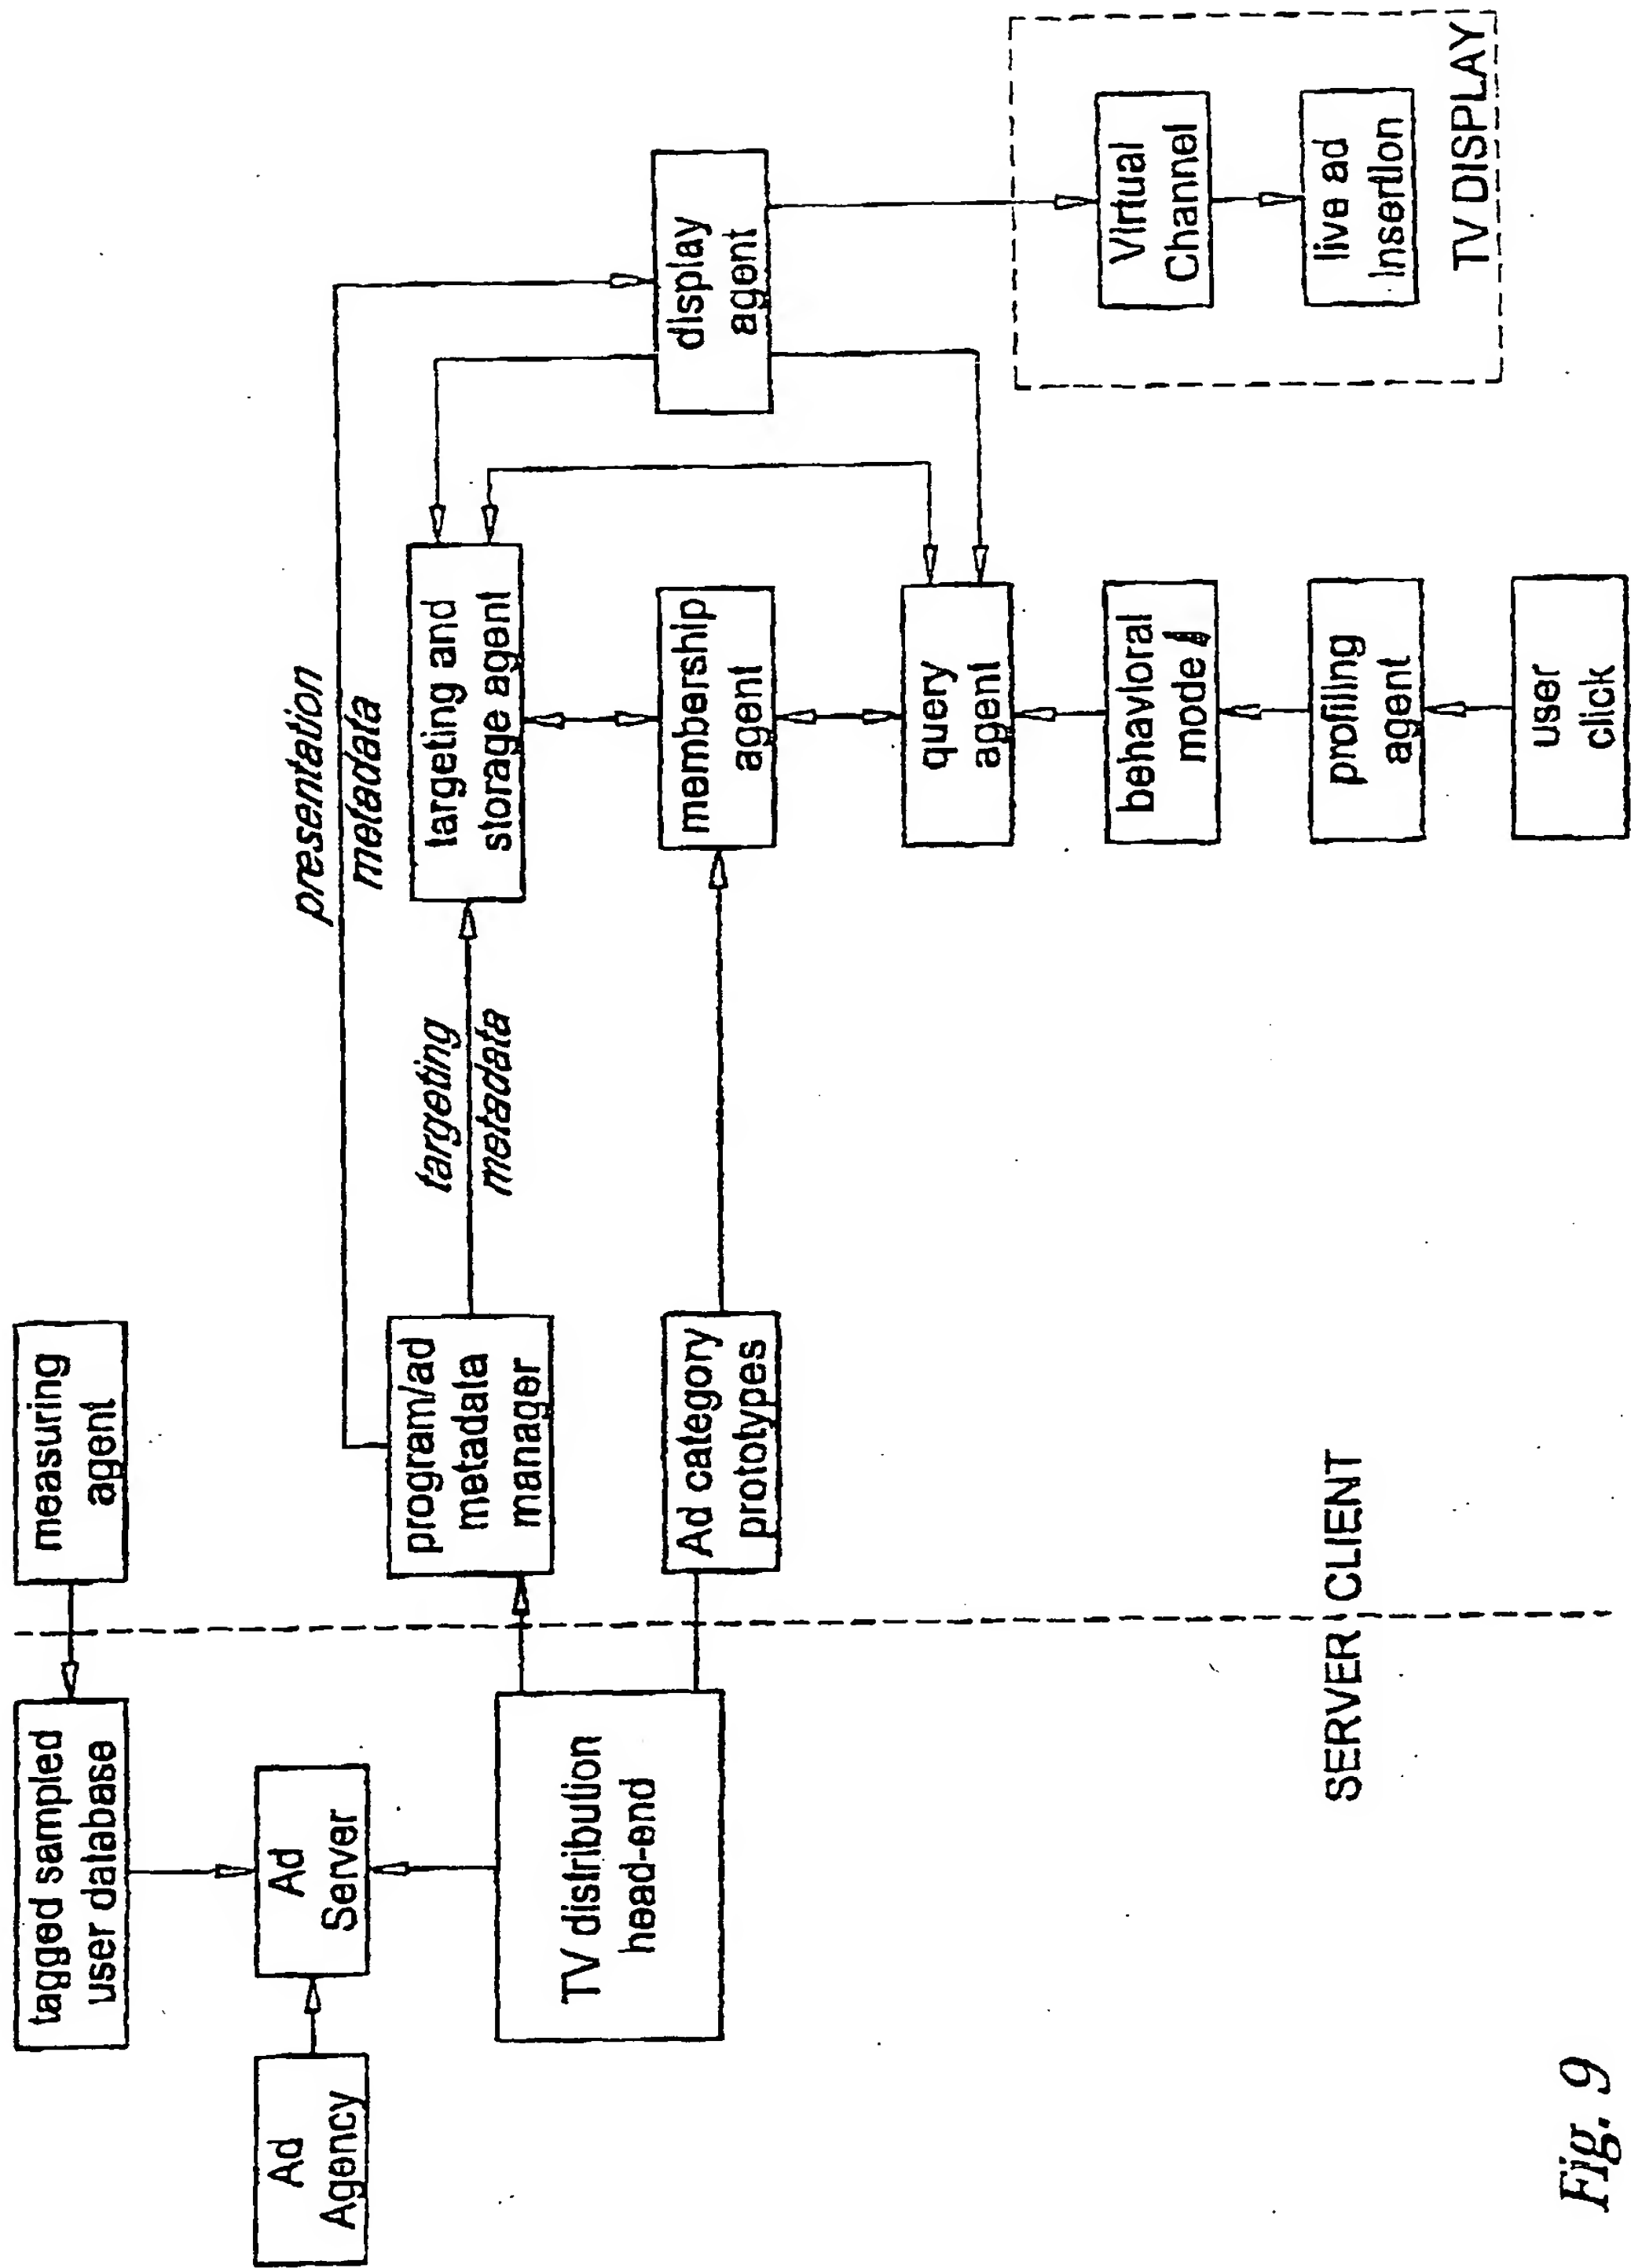 measuring
agent
tagged sampled
user database
Ad
Agency
Ad
Server
TV distribution
head-end
program/ad
metadata
manager
Ad category
prototypes
presentation
metadata
targeting
metadata
targeting and
storage agent
membership
agent
query
agent
behavioral
model
profiling
agent
user
click
display
agent
Virtual
Channel
live ad
Insertion
TV DISPLAY
SERVER
CLIENT
Fig. 9